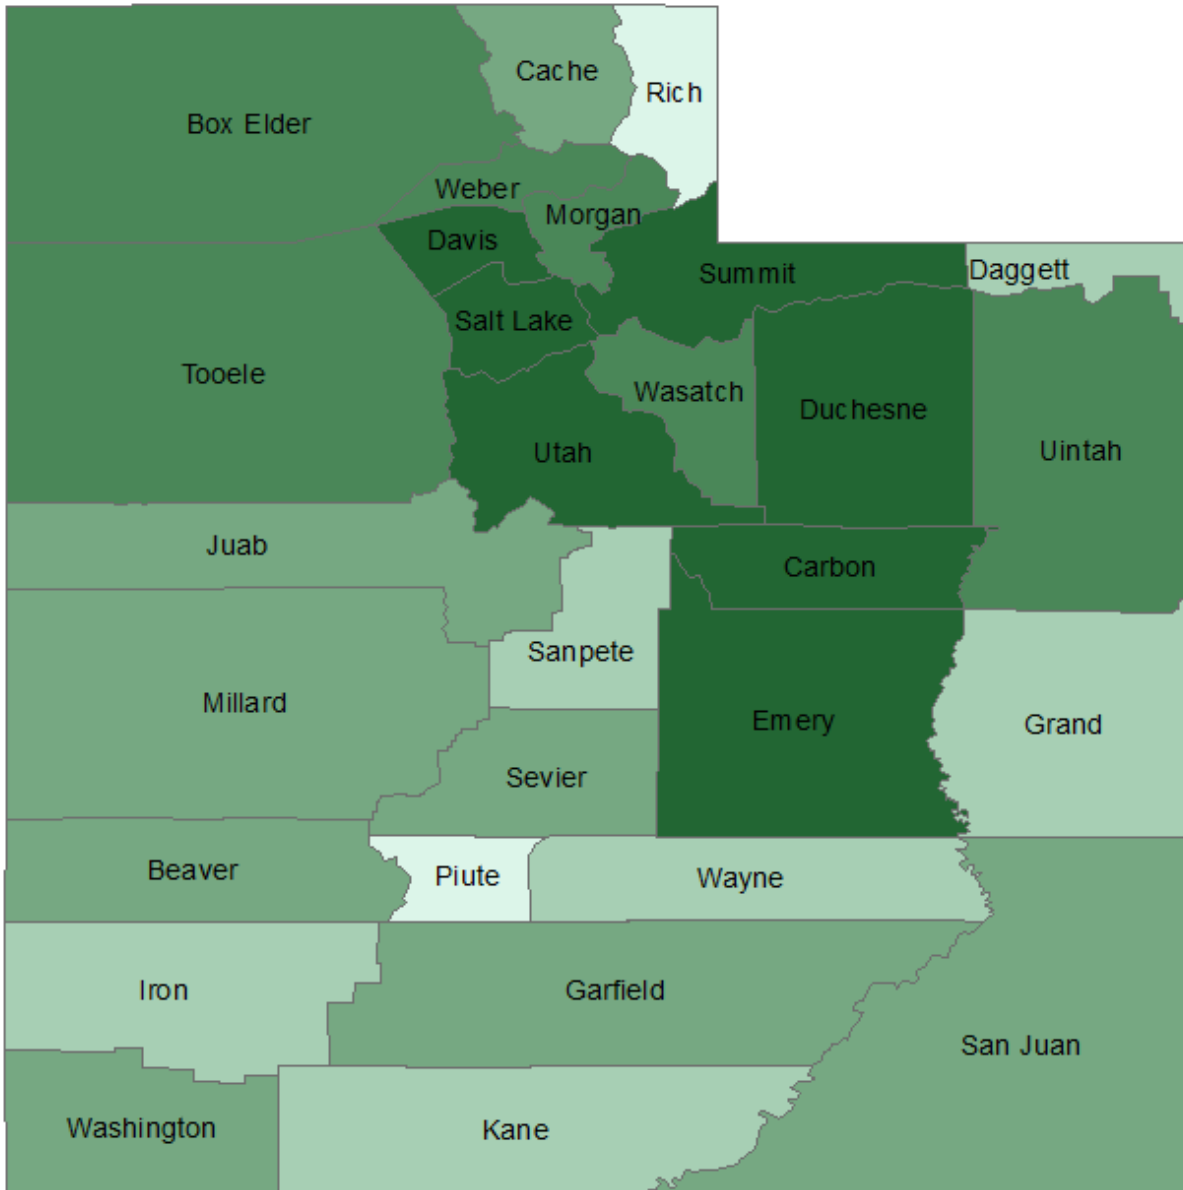 Cache
Rich
Box Elder
Weber
Morgan
Davis
Summit
Daggett
Salt Lake
Tooele
Wasatch
Duchesne
Uintah
Utah
Juab
Carbon
Sanpete
Millard
Emery
Grand
Sevier
Beaver
Piute
Wayne
Iron
Garfield
San Juan
Washington
Kane